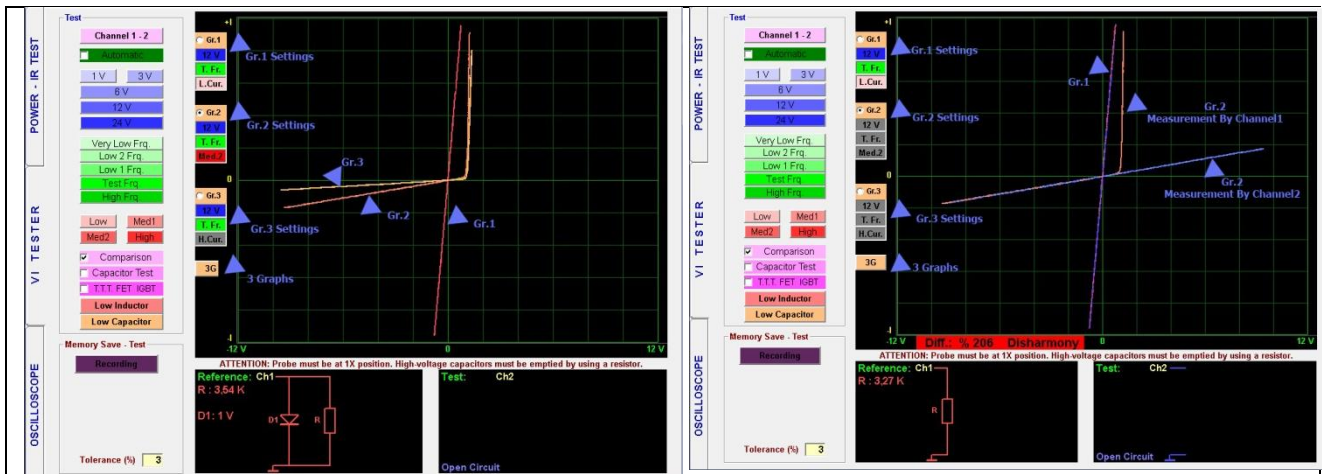 POWER - IR TEST
VI TESTER
OSCILLOSCOPE
Test
Channel 1 - 2
Automatic
1 V
3 V
6 V
12 V
24 V
Very Low Frq.
Low 2 Frq.
Low 1 Frq.
Test Frq.
High Frq.
Low
Med1
Med2
High
Comparison
Capacitor Test
T.T.T. FET IGBT
Low Inductor
Low Capacitor
Memory Save - Test
Recording
Tolerance (%) 3
Gr.1
12 V
T. Fr.
L.Cur.
Gr.2
12 V
T. Fr.
Med.2
Gr.3
12 V
T. Fr.
H.Cur.
3G
+I
0
-I
Gr.1 Settings
Gr.2 Settings
Gr.3
Gr.2
Gr.1
Gr.3 Settings
3 Graphs
-12 V
0
12 V
ATTENTION: Probe must be at 1X position. High-voltage capacitors must be emptied by using a resistor.
Reference: Ch1
R : 3,54 K
D1: 1 V
D1
R
Test: Ch2
Open Circuit
POWER - IR TEST
VI TESTER
OSCILLOSCOPE
Test
Channel 1 - 2
Automatic
1 V
3 V
6 V
12 V
24 V
Very Low Frq.
Low 2 Frq.
Low 1 Frq.
Test Frq.
High Frq.
Low
Med1
Med2
High
Comparison
Capacitor Test
T.T.T. FET IGBT
Low Inductor
Low Capacitor
Memory Save - Test
Recording
Tolerance (%) 3
Gr.1
12 V
T. Fr.
L.Cur.
Gr.2
12 V
T. Fr.
Med.2
Gr.3
12 V
T. Fr.
H.Cur.
3G
+I
0
-I
Gr.1 Settings
Gr.1
Gr.2 Settings
Gr.2
Measurement By Channel1
Gr.2
Measurement By Channel2
Gr.3 Settings
3 Graphs
Diff.: % 206 Disharmony
-12 V
0
12 V
ATTENTION: Probe must be at 1X position. High-voltage capacitors must be emptied by using a resistor.
Reference: Ch1
R : 3,27 K
R
Test: Ch2
Open Circuit